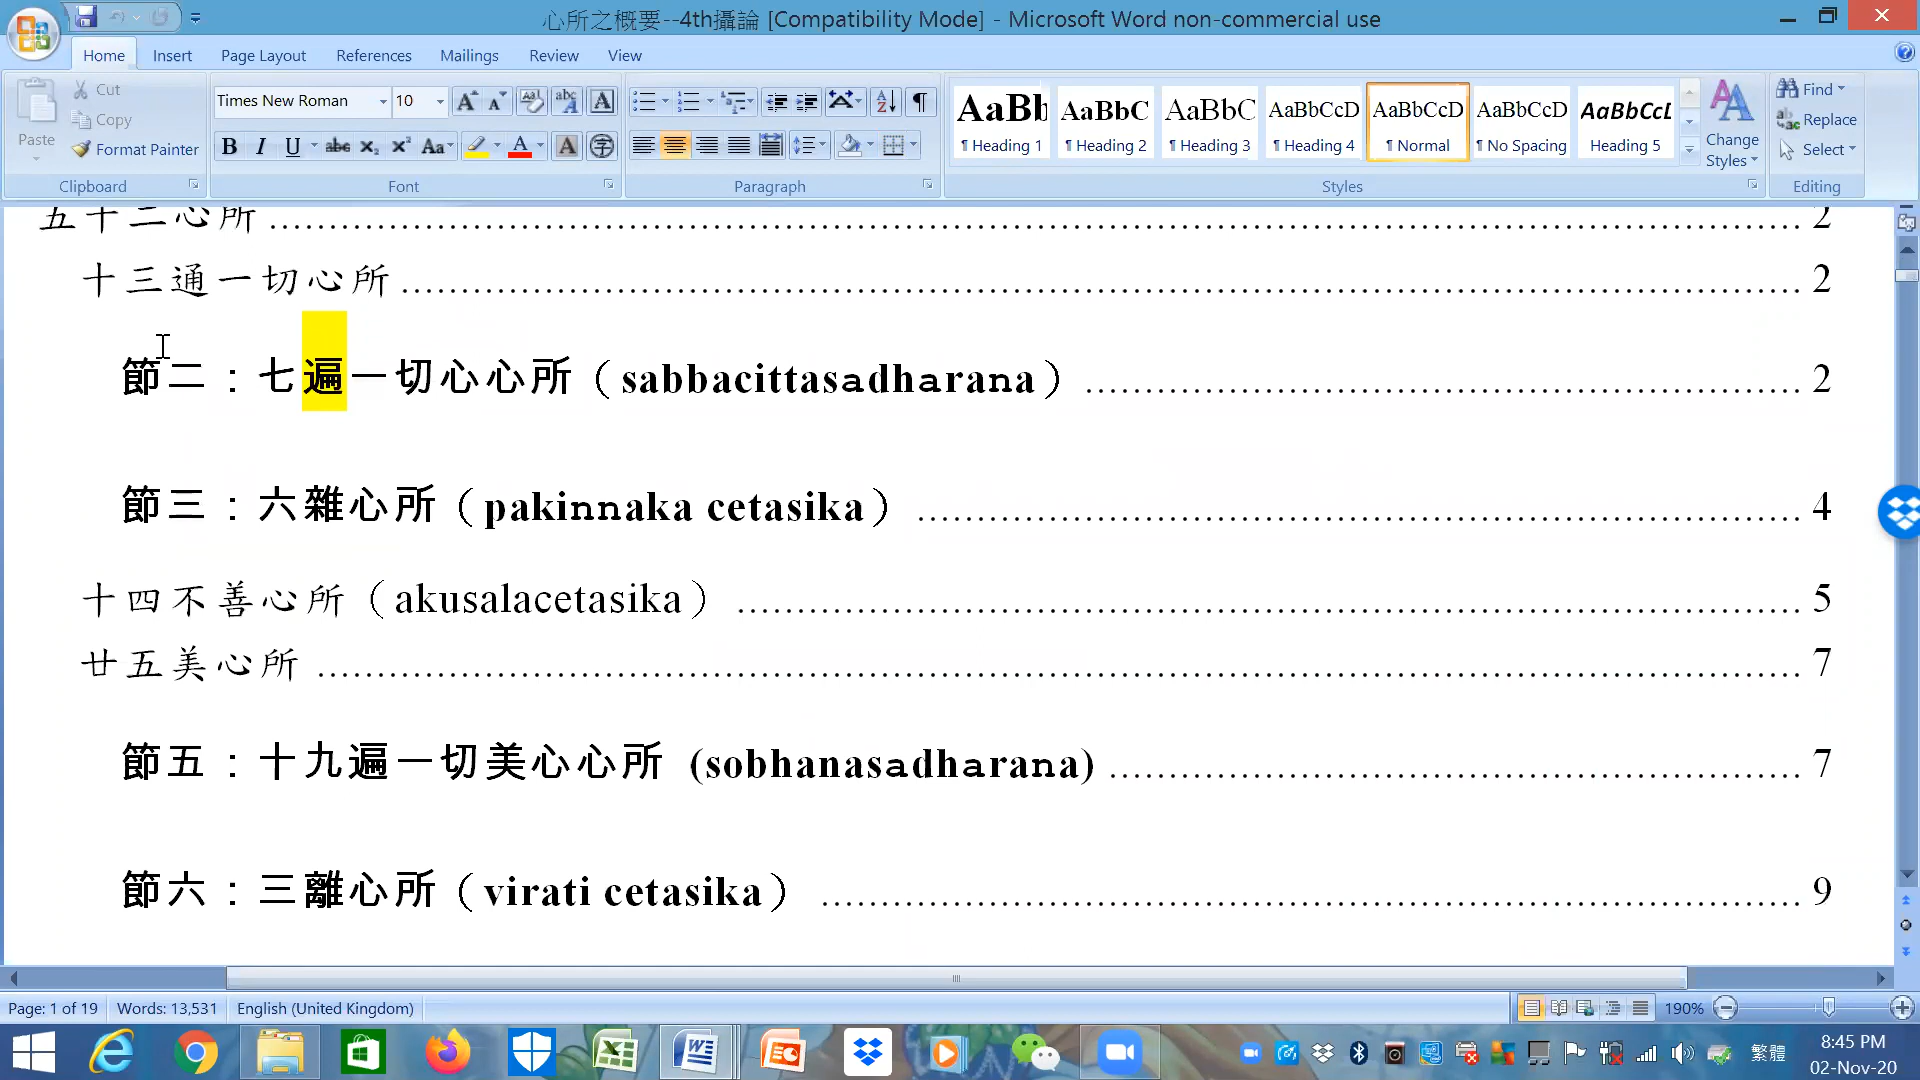 心所之概要--4th攝論 [Compatibility Mode] - Microsoft Word non-commercial use
Home Insert Page Layout References Mailings Review View
Paste Cut Copy Format Painter Clipboard
Times New Roman 10 Font
Paragraph
AaBb AaBbC AaBbC AaBbCcD AaBbCcD AaBbCcD AaBbCcD
¶ Heading 1 ¶ Heading 2 ¶ Heading 3 ¶ Heading 4 ¶ Normal ¶ No Spacing Heading 5
Styles
Change Styles
Find Replace Select Editing
五十二心所 2
十三通一切心所 2
節二：七遍一切心心所（sabbacittasadharana） 2
節三：六雜心所（pakinnaka cetasika） 4
十四不善心所（akusalacetasika） 5
廿五美心所 7
節五：十九遍一切美心心所 (sobhanasadharana) 7
節六：三離心所（virati cetasika） 9
Page: 1 of 19 Words: 13,531 English (United Kingdom) 190%
繁體 8:45 PM
02-Nov-20